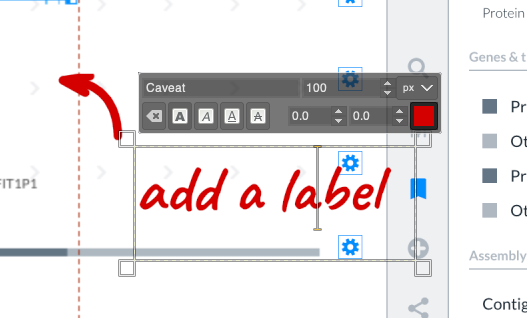 Protein
Genes & t
Caveat 100 px
Pr
A A A A 0.0 0.0
Ot
FIT1P1
add a label
Pr
Ot
Assembly
Contig